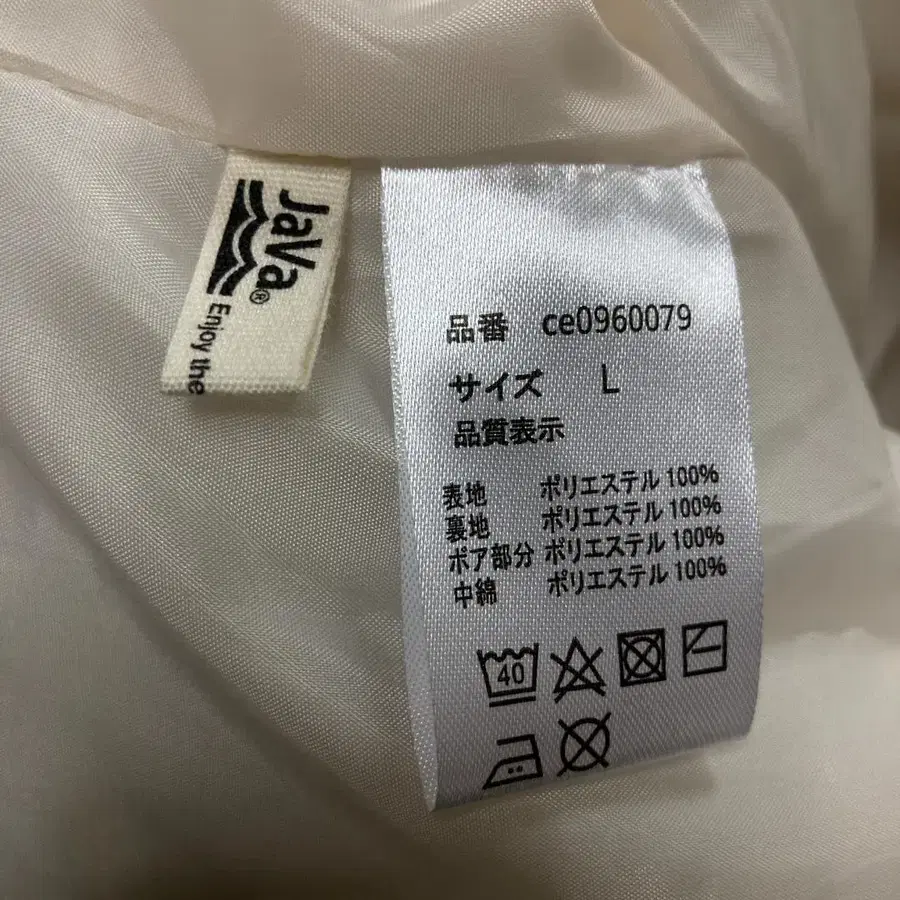 JaVa®
Enjoy the
品番 ce0960079
サイズ L
品質表示
表地 ポリエステル 100%
裏地 ポリエステル 100%
ポア部分 ポリエステル 100%
中綿 ポリエステル 100%
40